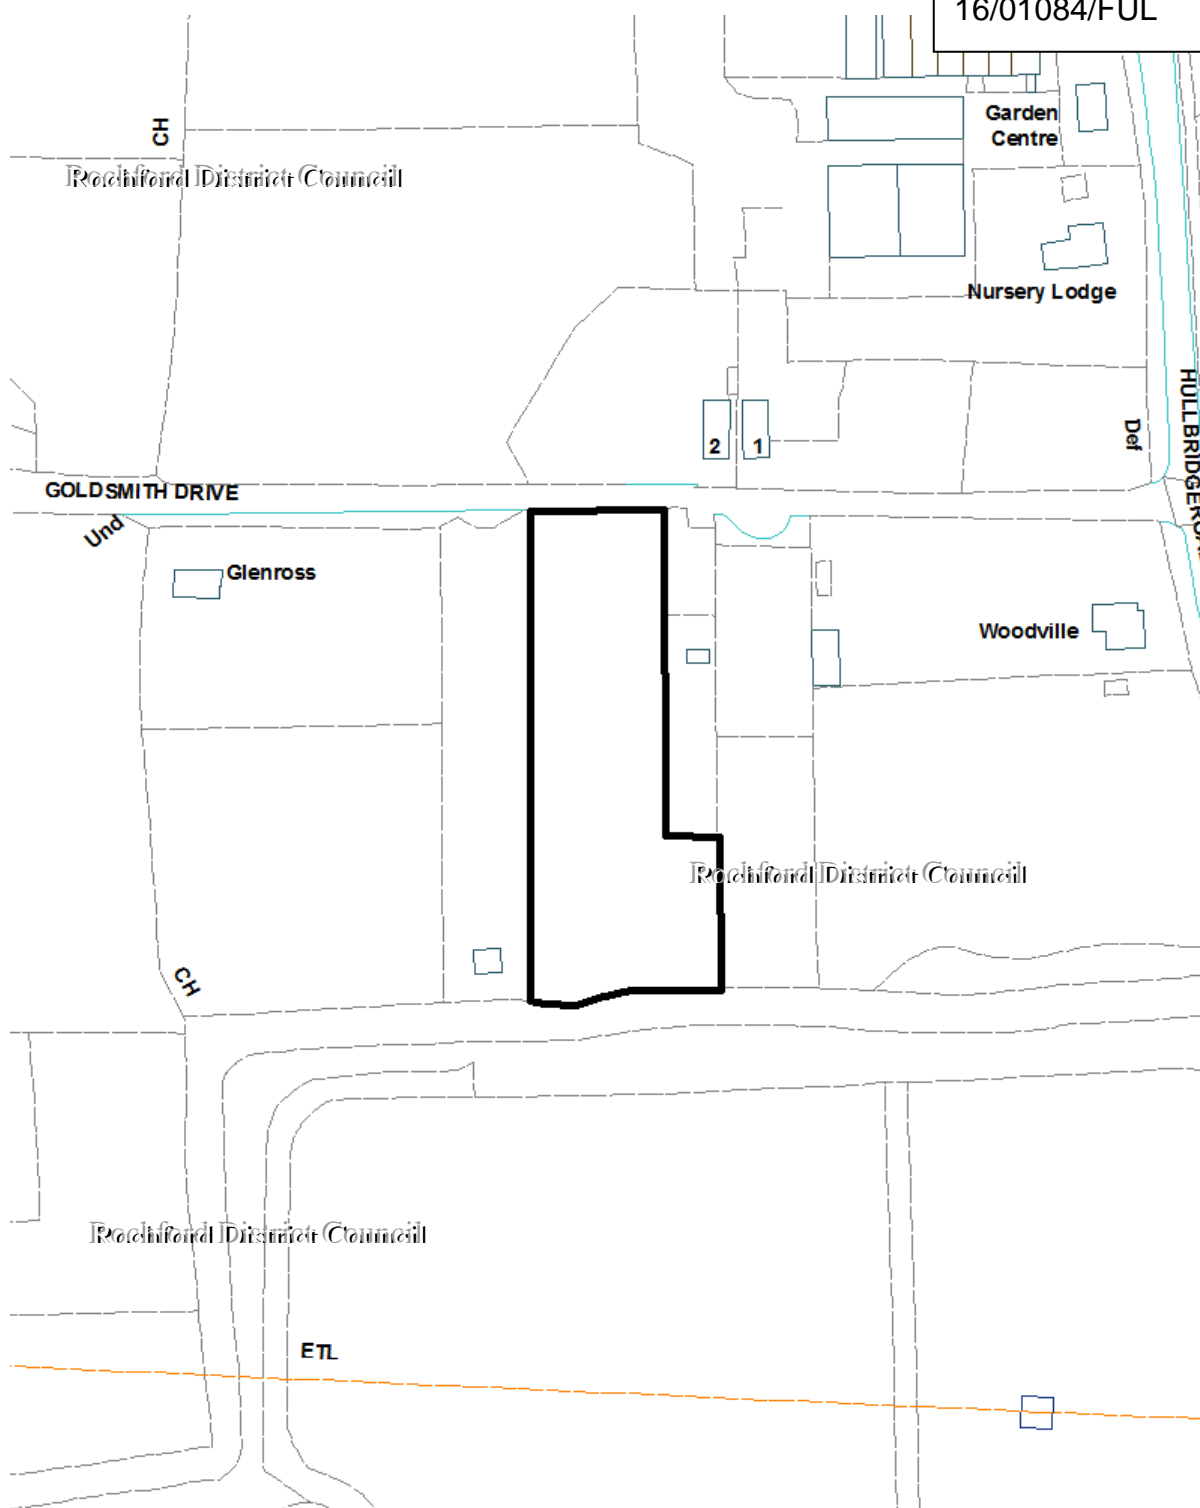 16/01084/FUL
Garden
Centre
CH
Rochford District Council
Nursery Lodge
HULLBRIDGE ROAD
Def
2
1
GOLDSMITH DRIVE
Und
Glenross
Woodville
Rochford District Council
CH
Rochford District Council
ETL